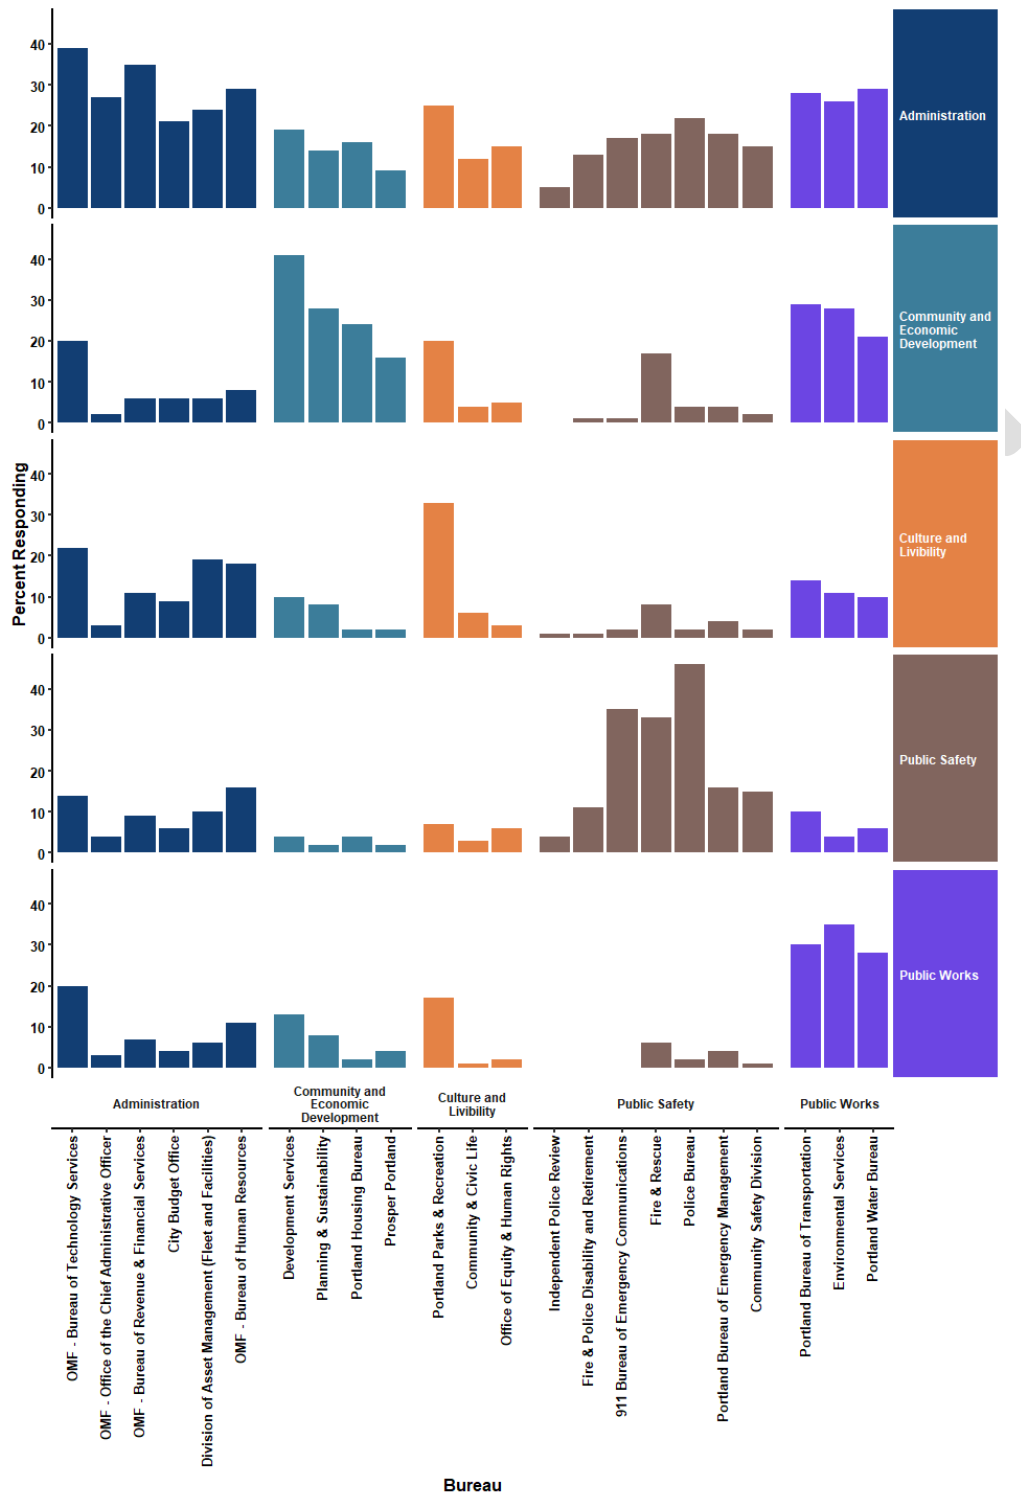 Percent Responding
40
30
20
10
0
Administration
40
30
20
10
0
Community and
Economic
Development
40
30
20
10
0
Culture and
Livibility
40
30
20
10
0
Public Safety
40
30
20
10
0
Public Works
Administration
Community and
Economic
Development
Culture and
Livibility
Public Safety
Public Works
OMF - Bureau of Technology Services
OMF - Office of the Chief Administrative Officer
OMF - Bureau of Revenue & Financial Services
City Budget Office
Division of Asset Management (Fleet and Facilities)
OMF - Bureau of Human Resources
Development Services
Planning & Sustainability
Portland Housing Bureau
Prosper Portland
Portland Parks & Recreation
Community & Civic Life
Office of Equity & Human Rights
Independent Police Review
Fire & Police Disability and Retirement
911 Bureau of Emergency Communications
Fire & Rescue
Police Bureau
Portland Bureau of Emergency Management
Community Safety Division
Portland Bureau of Transportation
Environmental Services
Portland Water Bureau
Bureau